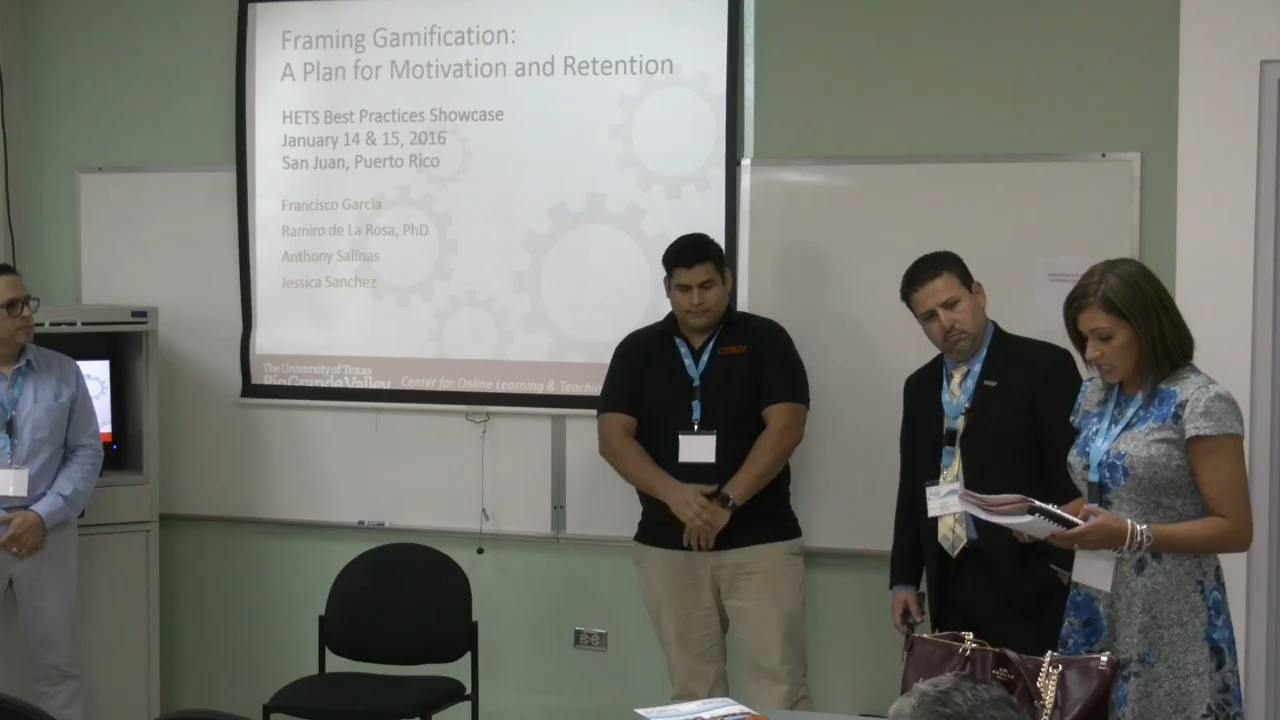 Framing Gamification:
A Plan for Motivation and Retention
HETS Best Practices Showcase
January 14 & 15, 2016
San Juan, Puerto Rico
Francisco Garcia
Ramiro de La Rosa, PhD
Anthony Salinas
Jessica Sanchez
The University of Texas
Rio Grande Valley
Center for Online Learning & Teachin
UTRGV